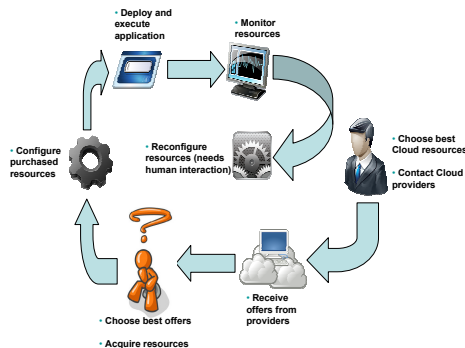 • Deploy and
execute
application
• Monitor
resources
• Configure
purchased
resources
• Reconfigure
resources (needs
human interaction)
• Choose best
Cloud resources
• Contact Cloud
providers
• Receive
offers from
providers
• Choose best offers
• Acquire resources